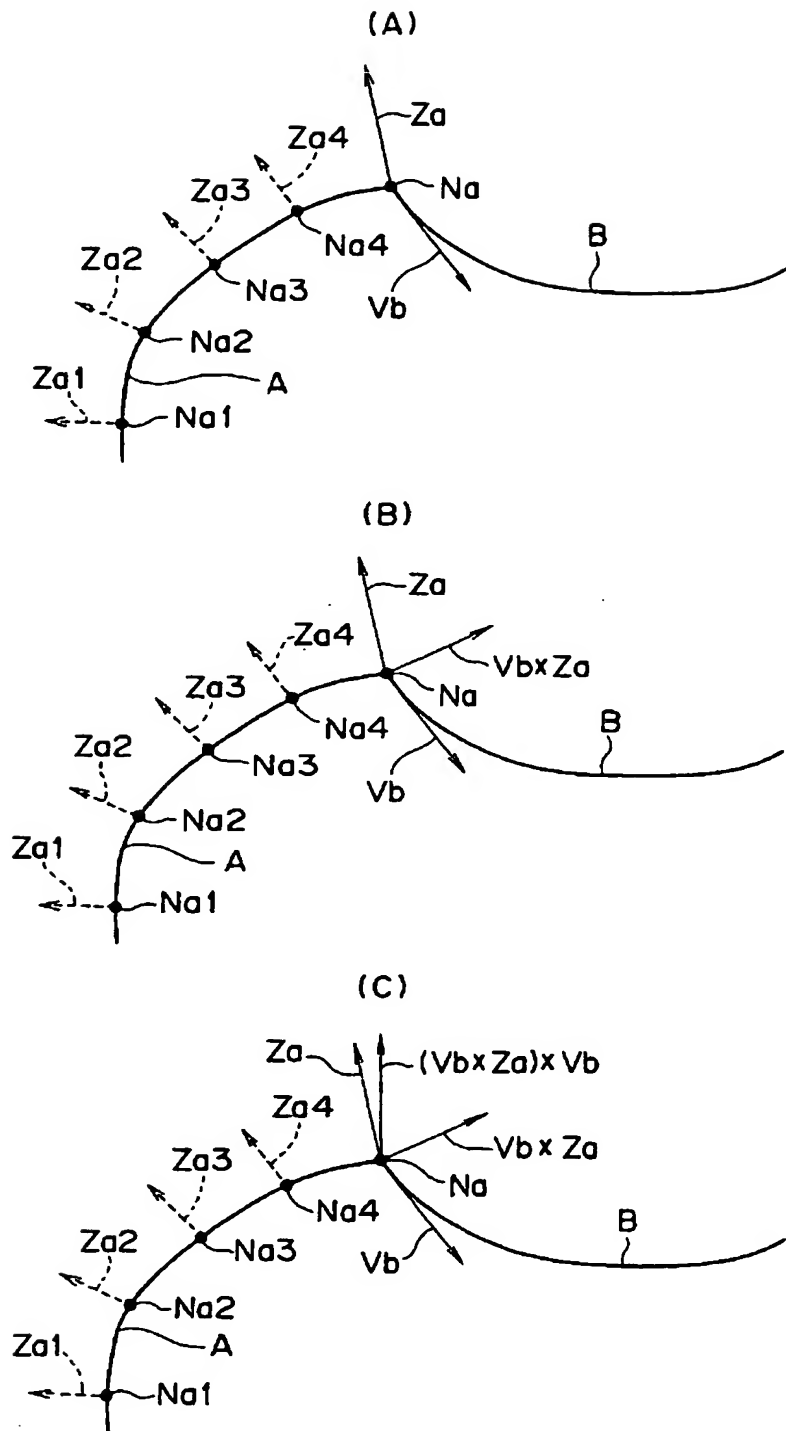 (A)
Za
Za4
Na
Za3
Na4
B
Za2
Na3
Vb
Na2
Za1
A
Na1
(B)
Za
Za4
Vb×Za
Za3
Na
Na4
B
Za2
Na3
Vb
Na2
Za1
A
Na1
(C)
Za
(Vb×Za)×Vb
Za4
Vb×Za
Za3
Na
Na4
B
Za2
Na3
Vb
Na2
Za1
A
Na1